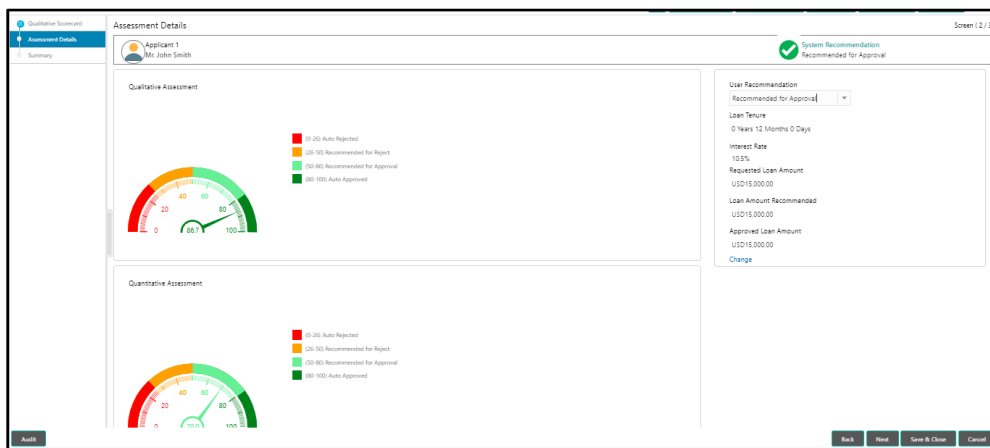 Qualitative Scorecard
Assessment Details
Summary
Assessment Details
Screen ( 2 / 3
Applicant 1
Mr. John Smith
System Recommendation
Recommended for Approval
Qualitative Assessment
(0-26) Auto Rejected
(26-50) Recommended for Reject
(50-80) Recommended for Approval
(80-100) Auto Approved
0
20
40
60
80
100
86.7
User Recommendation
Recommended for Approval
Loan Tenure
0 Years 12 Months 0 Days
Interest Rate
10.5%
Requested Loan Amount
USD15,000.00
Loan Amount Recommended
USD15,000.00
Approved Loan Amount
USD15,000.00
Change
Quantitative Assessment
(0-26) Auto Rejected
(26-50) Recommended for Reject
(50-80) Recommended for Approval
(80-100) Auto Approved
0
20
40
60
80
100
Audit
Back
Next
Save & Close
Cancel